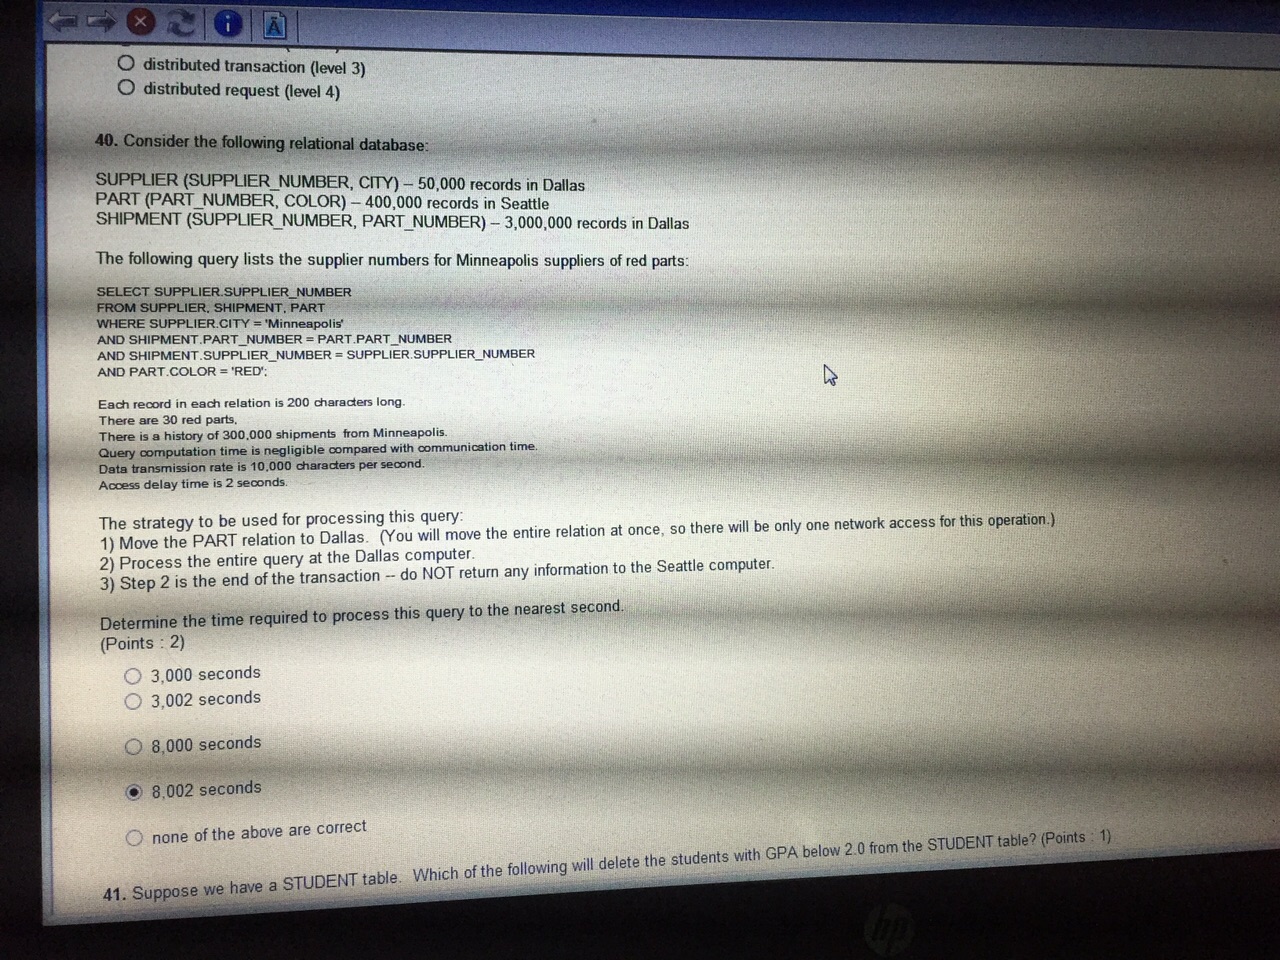 distributed transaction (level 3)
distributed request (level 4)
40. Consider the following relational database:
SUPPLIER (SUPPLIER_NUMBER, CITY) – 50,000 records in Dallas
PART (PART_NUMBER, COLOR) – 400,000 records in Seattle
SHIPMENT (SUPPLIER_NUMBER, PART_NUMBER) – 3,000,000 records in Dallas
The following query lists the supplier numbers for Minneapolis suppliers of red parts:
SELECT SUPPLIER.SUPPLIER_NUMBER
FROM SUPPLIER, SHIPMENT, PART
WHERE SUPPLIER.CITY = 'Minneapolis'
AND SHIPMENT.PART_NUMBER = PART.PART_NUMBER
AND SHIPMENT.SUPPLIER_NUMBER = SUPPLIER.SUPPLIER_NUMBER
AND PART.COLOR = 'RED';
Each record in each relation is 200 characters long.
There are 30 red parts,
There is a history of 300,000 shipments from Minneapolis.
Query computation time is negligible compared with communication time.
Data transmission rate is 10,000 characters per second.
Access delay time is 2 seconds.
The strategy to be used for processing this query:
1) Move the PART relation to Dallas. (You will move the entire relation at once, so there will be only one network access for this operation.)
2) Process the entire query at the Dallas computer.
3) Step 2 is the end of the transaction -- do NOT return any information to the Seattle computer.
Determine the time required to process this query to the nearest second.
(Points : 2)
3,000 seconds
3,002 seconds
8,000 seconds
8,002 seconds
none of the above are correct
41. Suppose we have a STUDENT table. Which of the following will delete the students with GPA below 2.0 from the STUDENT table? (Points : 1)
hp